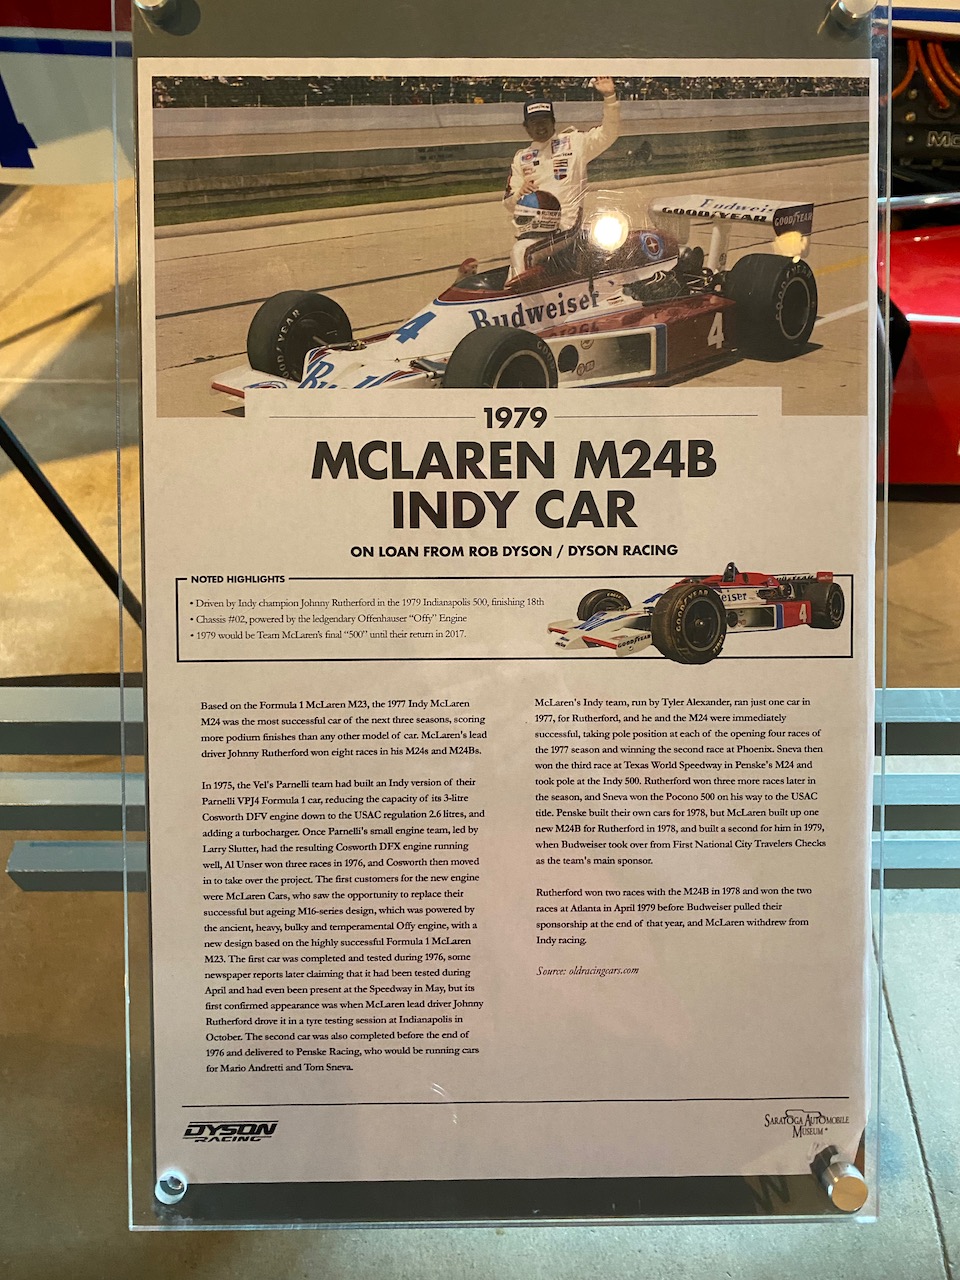 GOODYEAR
GOODYEAR
Budweiser
4
4
1979
MCLAREN M24B
INDY CAR
ON LOAN FROM ROB DYSON / DYSON RACING
NOTED HIGHLIGHTS
• Driven by Indy champion Johnny Rutherford in the 1979 Indianapolis 500, finishing 18th
• Chassis #02, powered by the ledgendary Offenhauser "Offy" Engine
• 1979 would be Team McLaren's final "500" until their return in 2017.
4
Based on the Formula 1 McLaren M23, the 1977 Indy McLaren
M24 was the most successful car of the next three seasons, scoring
more podium finishes than any other model of car. McLaren's lead
driver Johnny Rutherford won eight races in his M24s and M24Bs.
In 1975, the Vel's Parnelli team had built an Indy version of their
Parnelli VPJ4 Formula 1 car, reducing the capacity of its 3-litre
Cosworth DFV engine down to the USAC regulation 2.6 litres, and
adding a turbocharger. Once Parnelli's small engine team, led by
Larry Slutter, had the resulting Cosworth DFX engine running
well, Al Unser won three races in 1976, and Cosworth then moved
in to take over the project. The first customers for the new engine
were McLaren Cars, who saw the opportunity to replace their
successful but ageing M16-series design, which was powered by
the ancient, heavy, bulky and temperamental Offy engine, with a
new design based on the highly successful Formula 1 McLaren
M23. The first car was completed and tested during 1976, some
newspaper reports later claiming that it had been tested during
April and had even been present at the Speedway in May, but its
first confirmed appearance was when McLaren lead driver Johnny
Rutherford drove it in a tyre testing session at Indianapolis in
October. The second car was also completed before the end of
1976 and delivered to Penske Racing, who would be running cars
for Mario Andretti and Tom Sneva.
McLaren's Indy team, run by Tyler Alexander, ran just one car in
1977, for Rutherford, and he and the M24 were immediately
successful, taking pole position at each of the opening four races of
the 1977 season and winning the second race at Phoenix. Sneva then
won the third race at Texas World Speedway in Penske's M24 and
took pole at the Indy 500. Rutherford won three more races later in
the season, and Sneva won the Pocono 500 on his way to the USAC
title. Penske built their own cars for 1978, but McLaren built up one
new M24B for Rutherford in 1978, and built a second for him in 1979,
when Budweiser took over from First National City Travelers Checks
as the team's main sponsor.
Rutherford won two races with the M24B in 1978 and won the two
races at Atlanta in April 1979 before Budweiser pulled their
sponsorship at the end of that year, and McLaren withdrew from
Indy racing.
Source: oldracingcars.com
DYSON
RACING
SARATOGA AUTOMOBILE
MUSEUM